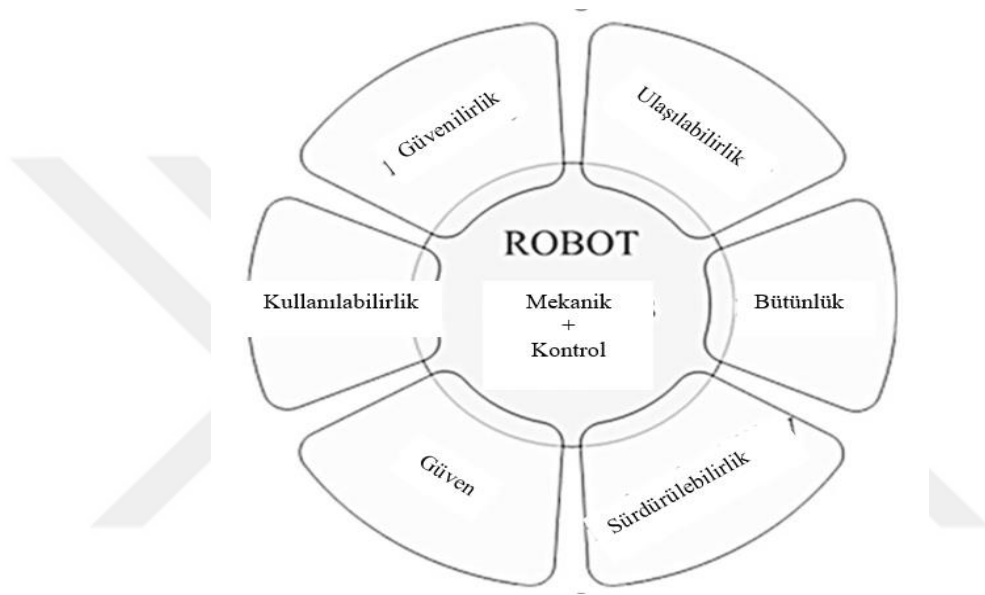 Güvenilirlik
Ulaşılabilirlik
ROBOT
Kullanılabilirlik
Mekanik
+
Kontrol
Bütünlük
Güven
Sürdürülebilirlik